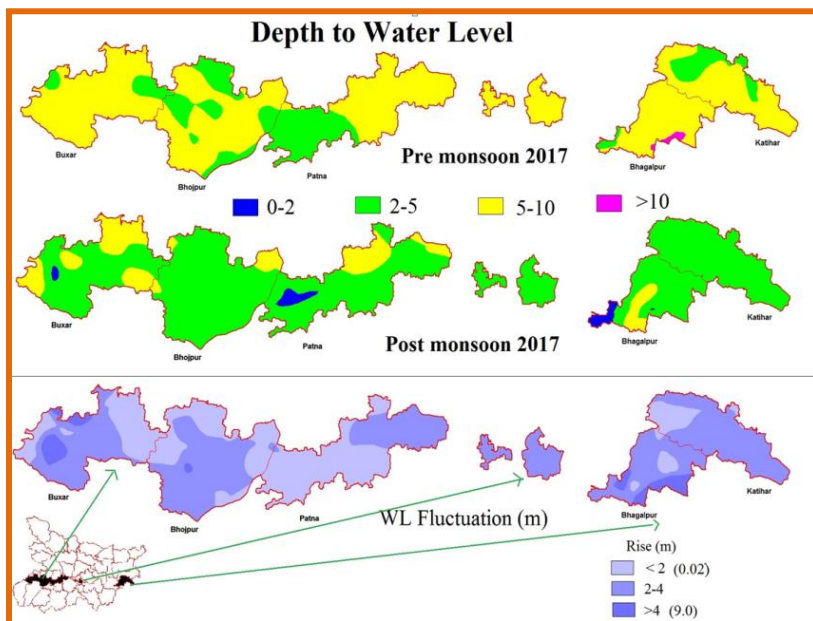 Depth to Water Level
Buxar
Bhojpur
Patna
Pre monsoon 2017
Bhagalpur
Katihar
0-2
2-5
5-10
>10
Buxar
Bhojpur
Patna
Post monsoon 2017
Bhagalpur
Katihar
Buxar
Bhojpur
Patna
WL Fluctuation (m)
Bhagalpur
Katihar
Rise (m)
< 2 (0.02)
2-4
>4 (9.0)